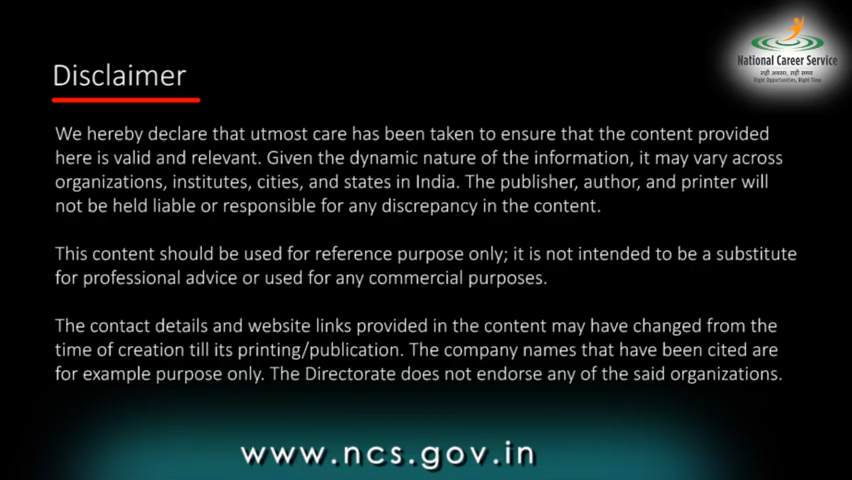 National Career Service
सही अवसर, सही समय
Right Opportunities, Right Time
Disclaimer
We hereby declare that utmost care has been taken to ensure that the content provided
here is valid and relevant. Given the dynamic nature of the information, it may vary across
organizations, institutes, cities, and states in India. The publisher, author, and printer will
not be held liable or responsible for any discrepancy in the content.
This content should be used for reference purpose only; it is not intended to be a substitute
for professional advice or used for any commercial purposes.
The contact details and website links provided in the content may have changed from the
time of creation till its printing/publication. The company names that have been cited are
for example purpose only. The Directorate does not endorse any of the said organizations.
www.ncs.gov.in